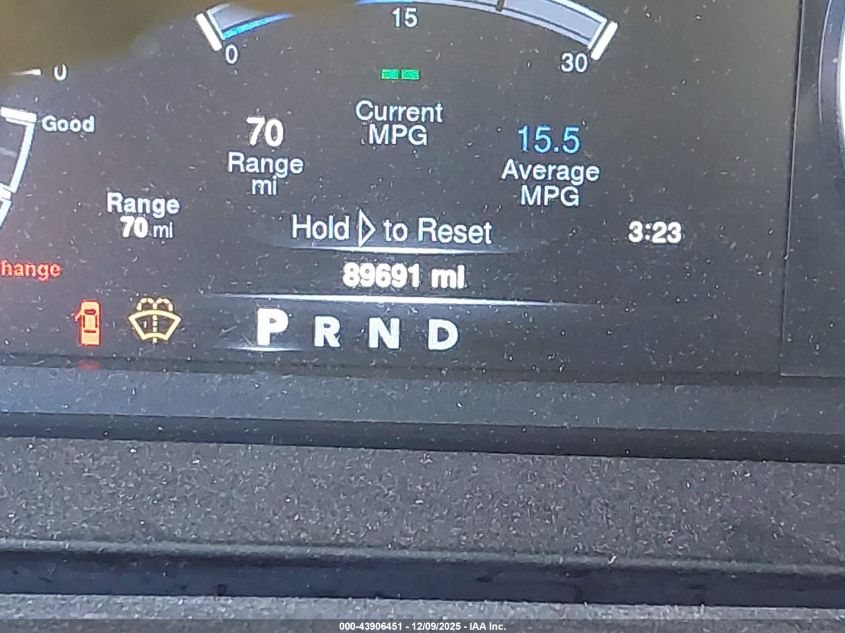 15
0
30
0
Good
Current
MPG
70
Range
mi
15.5
Average
MPG
Range
70 mi
Hold ▷ to Reset
3:23
hange
89691 mi
P R N D
000-43906451 - 12/09/2025 - IAA Inc.